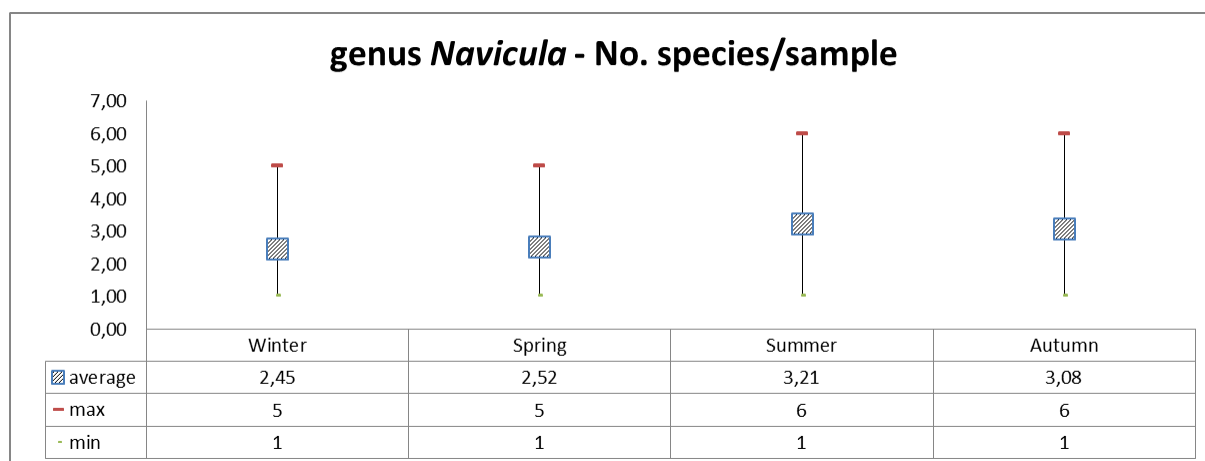 genus Navicula - No. species/sample
7,00
6,00
5,00
4,00
3,00
2,00
1,00
0,00
Winter Spring Summer Autumn
average 2,45 2,52 3,21 3,08
max 5 5 6 6
min 1 1 1 1